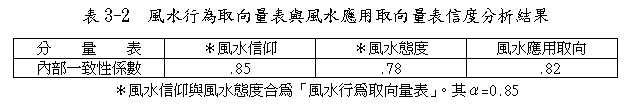 表 3-2 風水行為取向量表與風水應用取向量表信度分析結果
分 量 表 ＊風水信仰 ＊風水態度 風水應用取向
內部一致性係數 .85 .78 .82
＊風水信仰與風水態度合爲「風水行爲取向量表」。其α=0.85